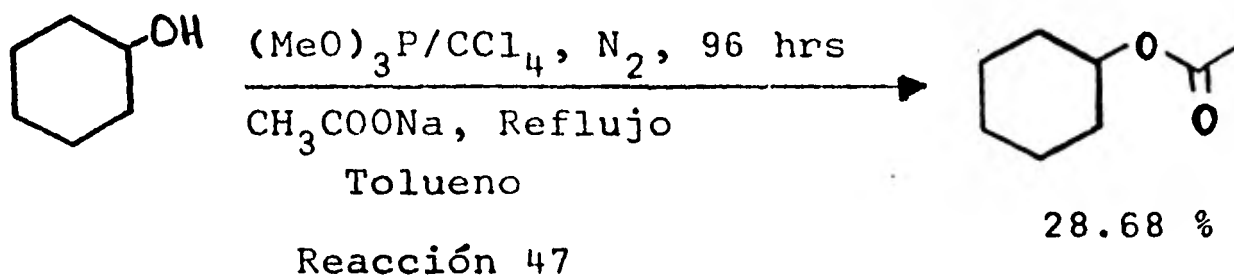 OH
(MeO)₃P/CCl₄, N₂, 96 hrs
CH₃COONa, Reflujo
Tolueno
O
O
28.68 %
Reacción 47